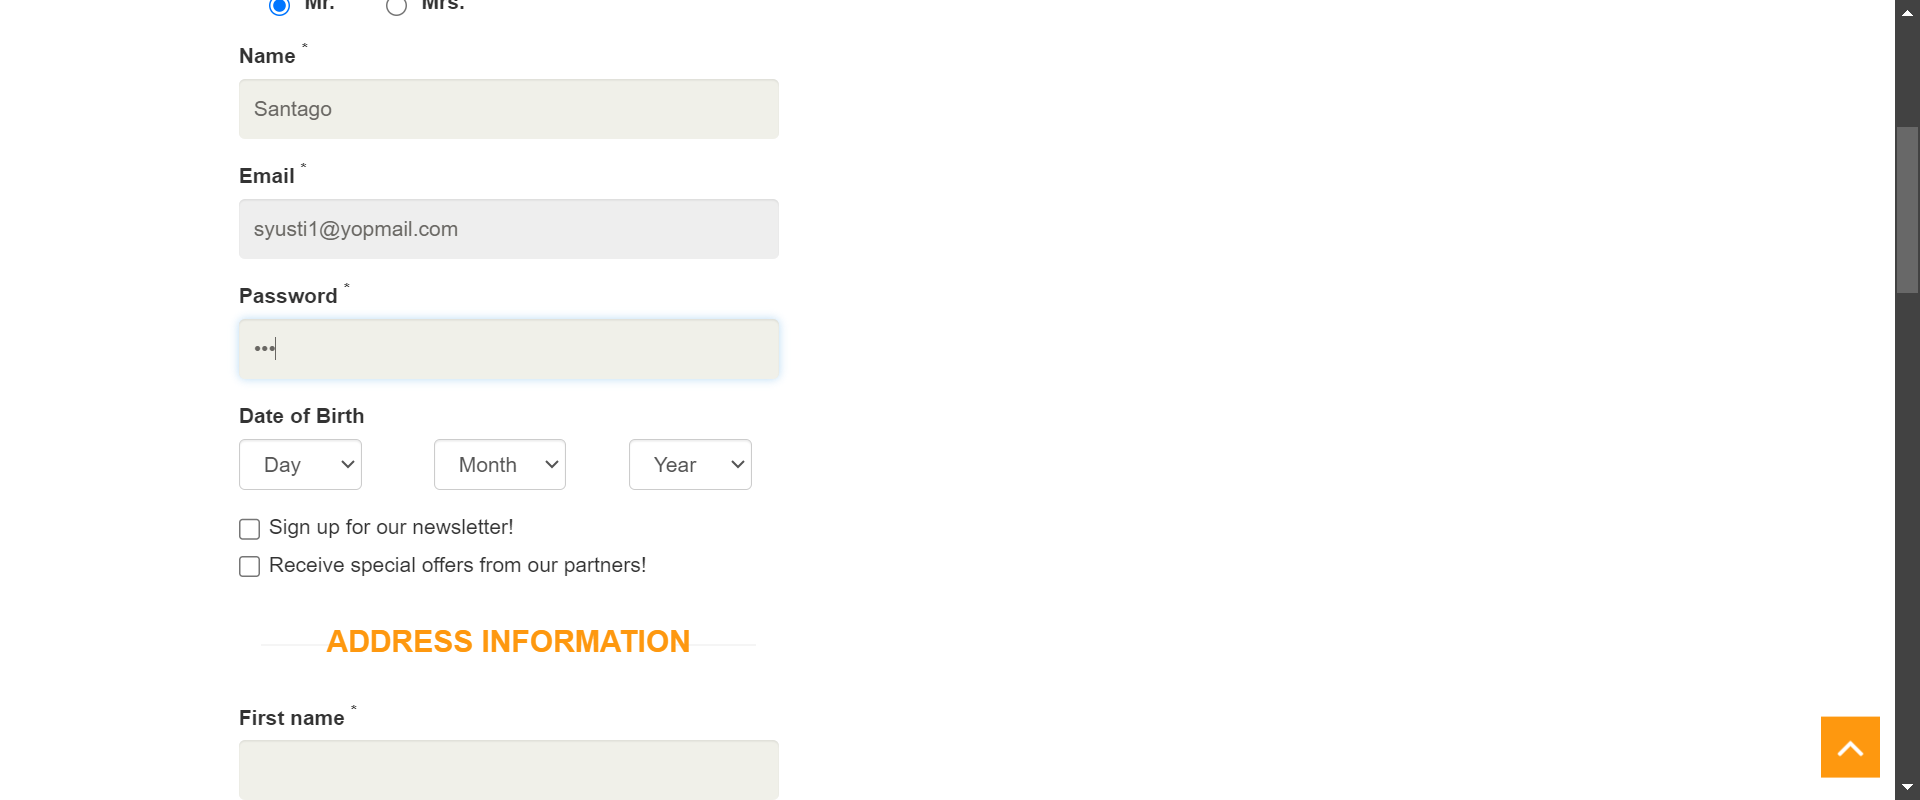 Mr. Mrs.
Name *
Santago
Email *
syusti1@yopmail.com
Password *
•••
Date of Birth
Day Month Year
Sign up for our newsletter!
Receive special offers from our partners!
ADDRESS INFORMATION
First name *